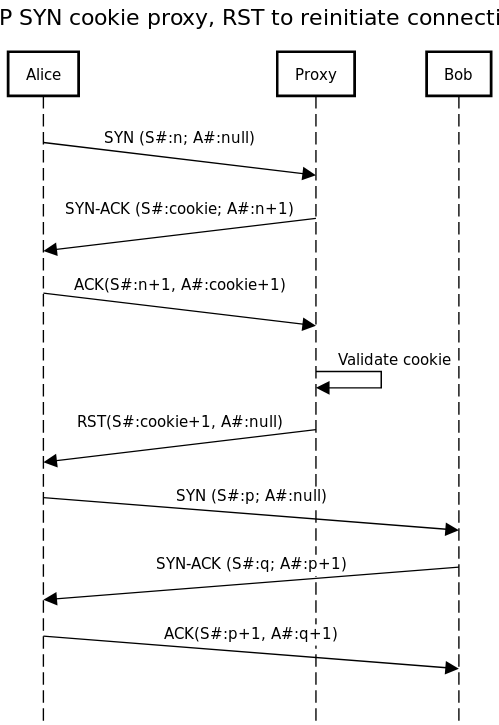 P SYN cookie proxy, RST to reinitiate connecti
Alice
Proxy
Bob
SYN (S#:n; A#:null)
SYN-ACK (S#:cookie; A#:n+1)
ACK(S#:n+1, A#:cookie+1)
Validate cookie
RST(S#:cookie+1, A#:null)
SYN (S#:p; A#:null)
SYN-ACK (S#:q; A#:p+1)
ACK(S#:p+1, A#:q+1)